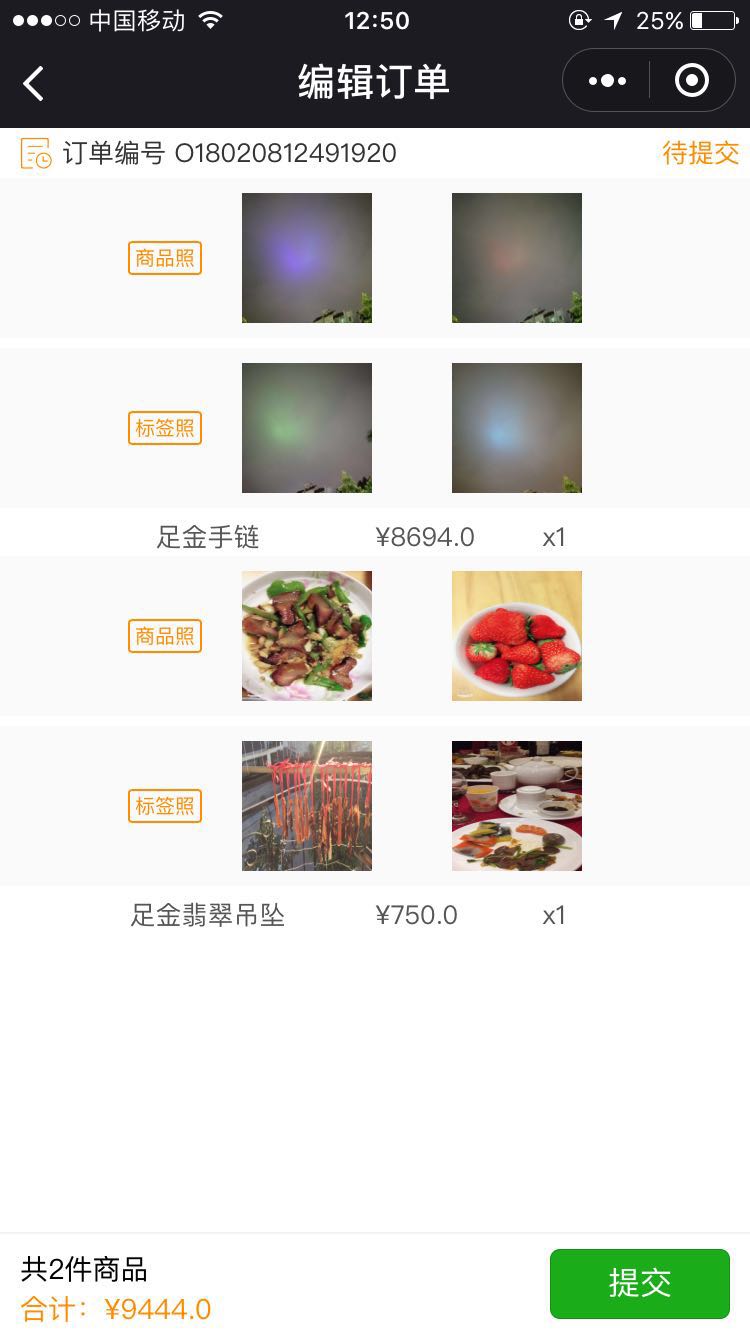 中国移动 12:50 25%
编辑订单
订单编号 O18020812491920 待提交
商品照
标签照
足金手链 ¥8694.0 x1
商品照
标签照
足金翡翠吊坠 ¥750.0 x1
共2件商品
合计：¥9444.0
提交